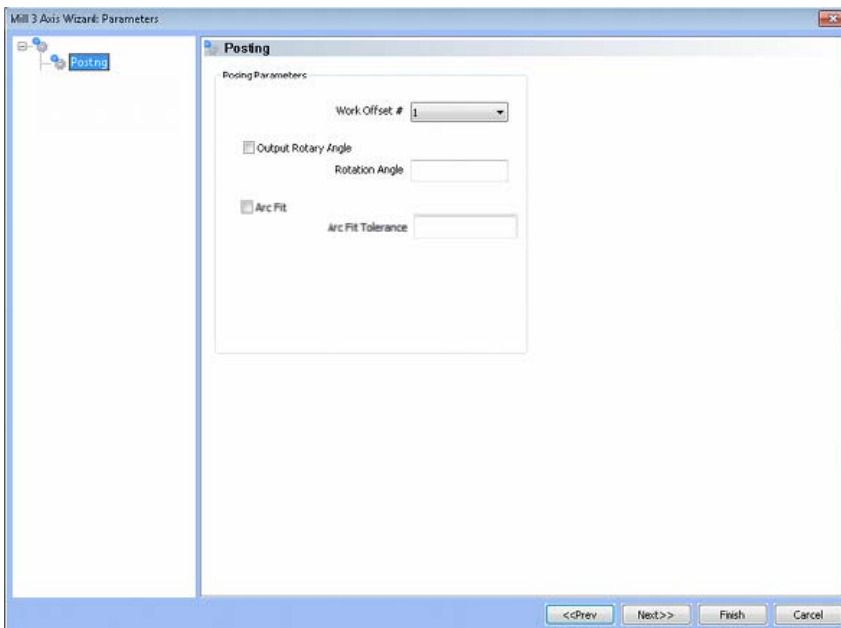 Mill 3 Axis Wizard: Parameters
Posting
Posting
Posing Parameters
Work Offset # 1
Output Rotary Angle
Rotation Angle
Arc Fit
Arc Fit Tolerance
<<Prev
Next>>
Finish
Cancel